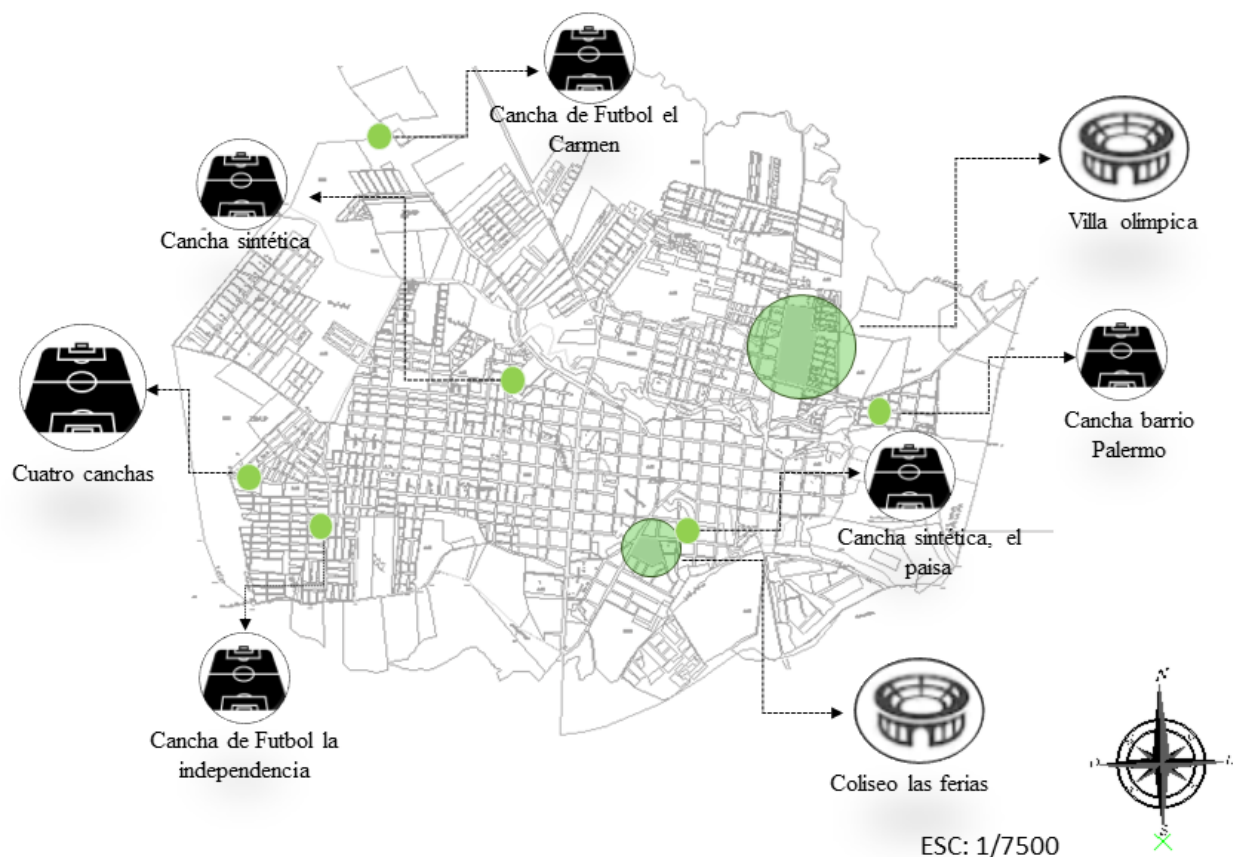 Cancha de Futbol el
Carmen
Cancha sintética
Villa olímpica
Cancha barrio
Palermo
Cuatro canchas
Cancha sintética, el
paisa
Cancha de Futbol la
independencia
Coliseo las ferias
N
S
ESC: 1/7500